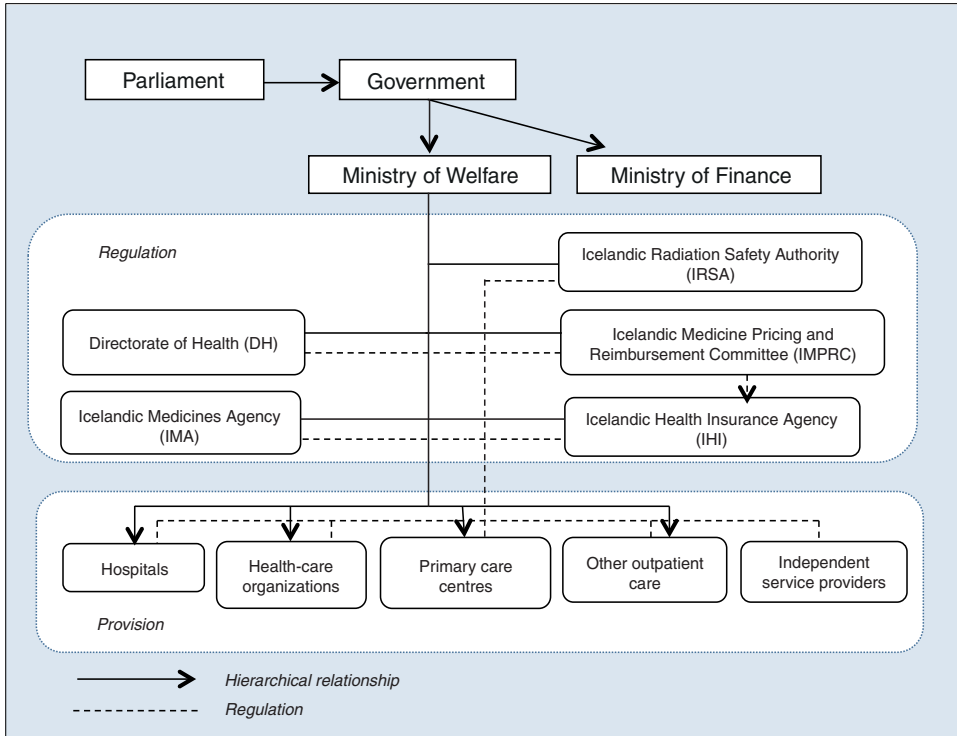 Parliament
Government
Ministry of Welfare
Ministry of Finance
Regulation
Icelandic Radiation Safety Authority
(IRSA)
Directorate of Health (DH)
Icelandic Medicine Pricing and
Reimbursement Committee (IMPRC)
Icelandic Medicines Agency
(IMA)
Icelandic Health Insurance Agency
(IHI)
Hospitals
Health-care
organizations
Primary care
centres
Other outpatient
care
Independent
service providers
Provision
Hierarchical relationship
Regulation